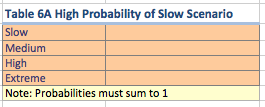 Table 6A High Probability of Slow Scenario
Slow
Medium
High
Extreme
Note: Probabilities must sum to 1